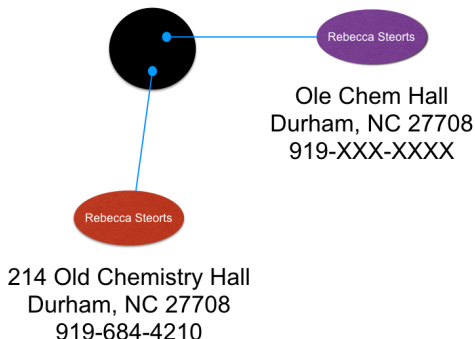 Rebecca Steorts
Ole Chem Hall
Durham, NC 27708
919-XXX-XXXX
Rebecca Steorts
214 Old Chemistry Hall
Durham, NC 27708
919-684-4210